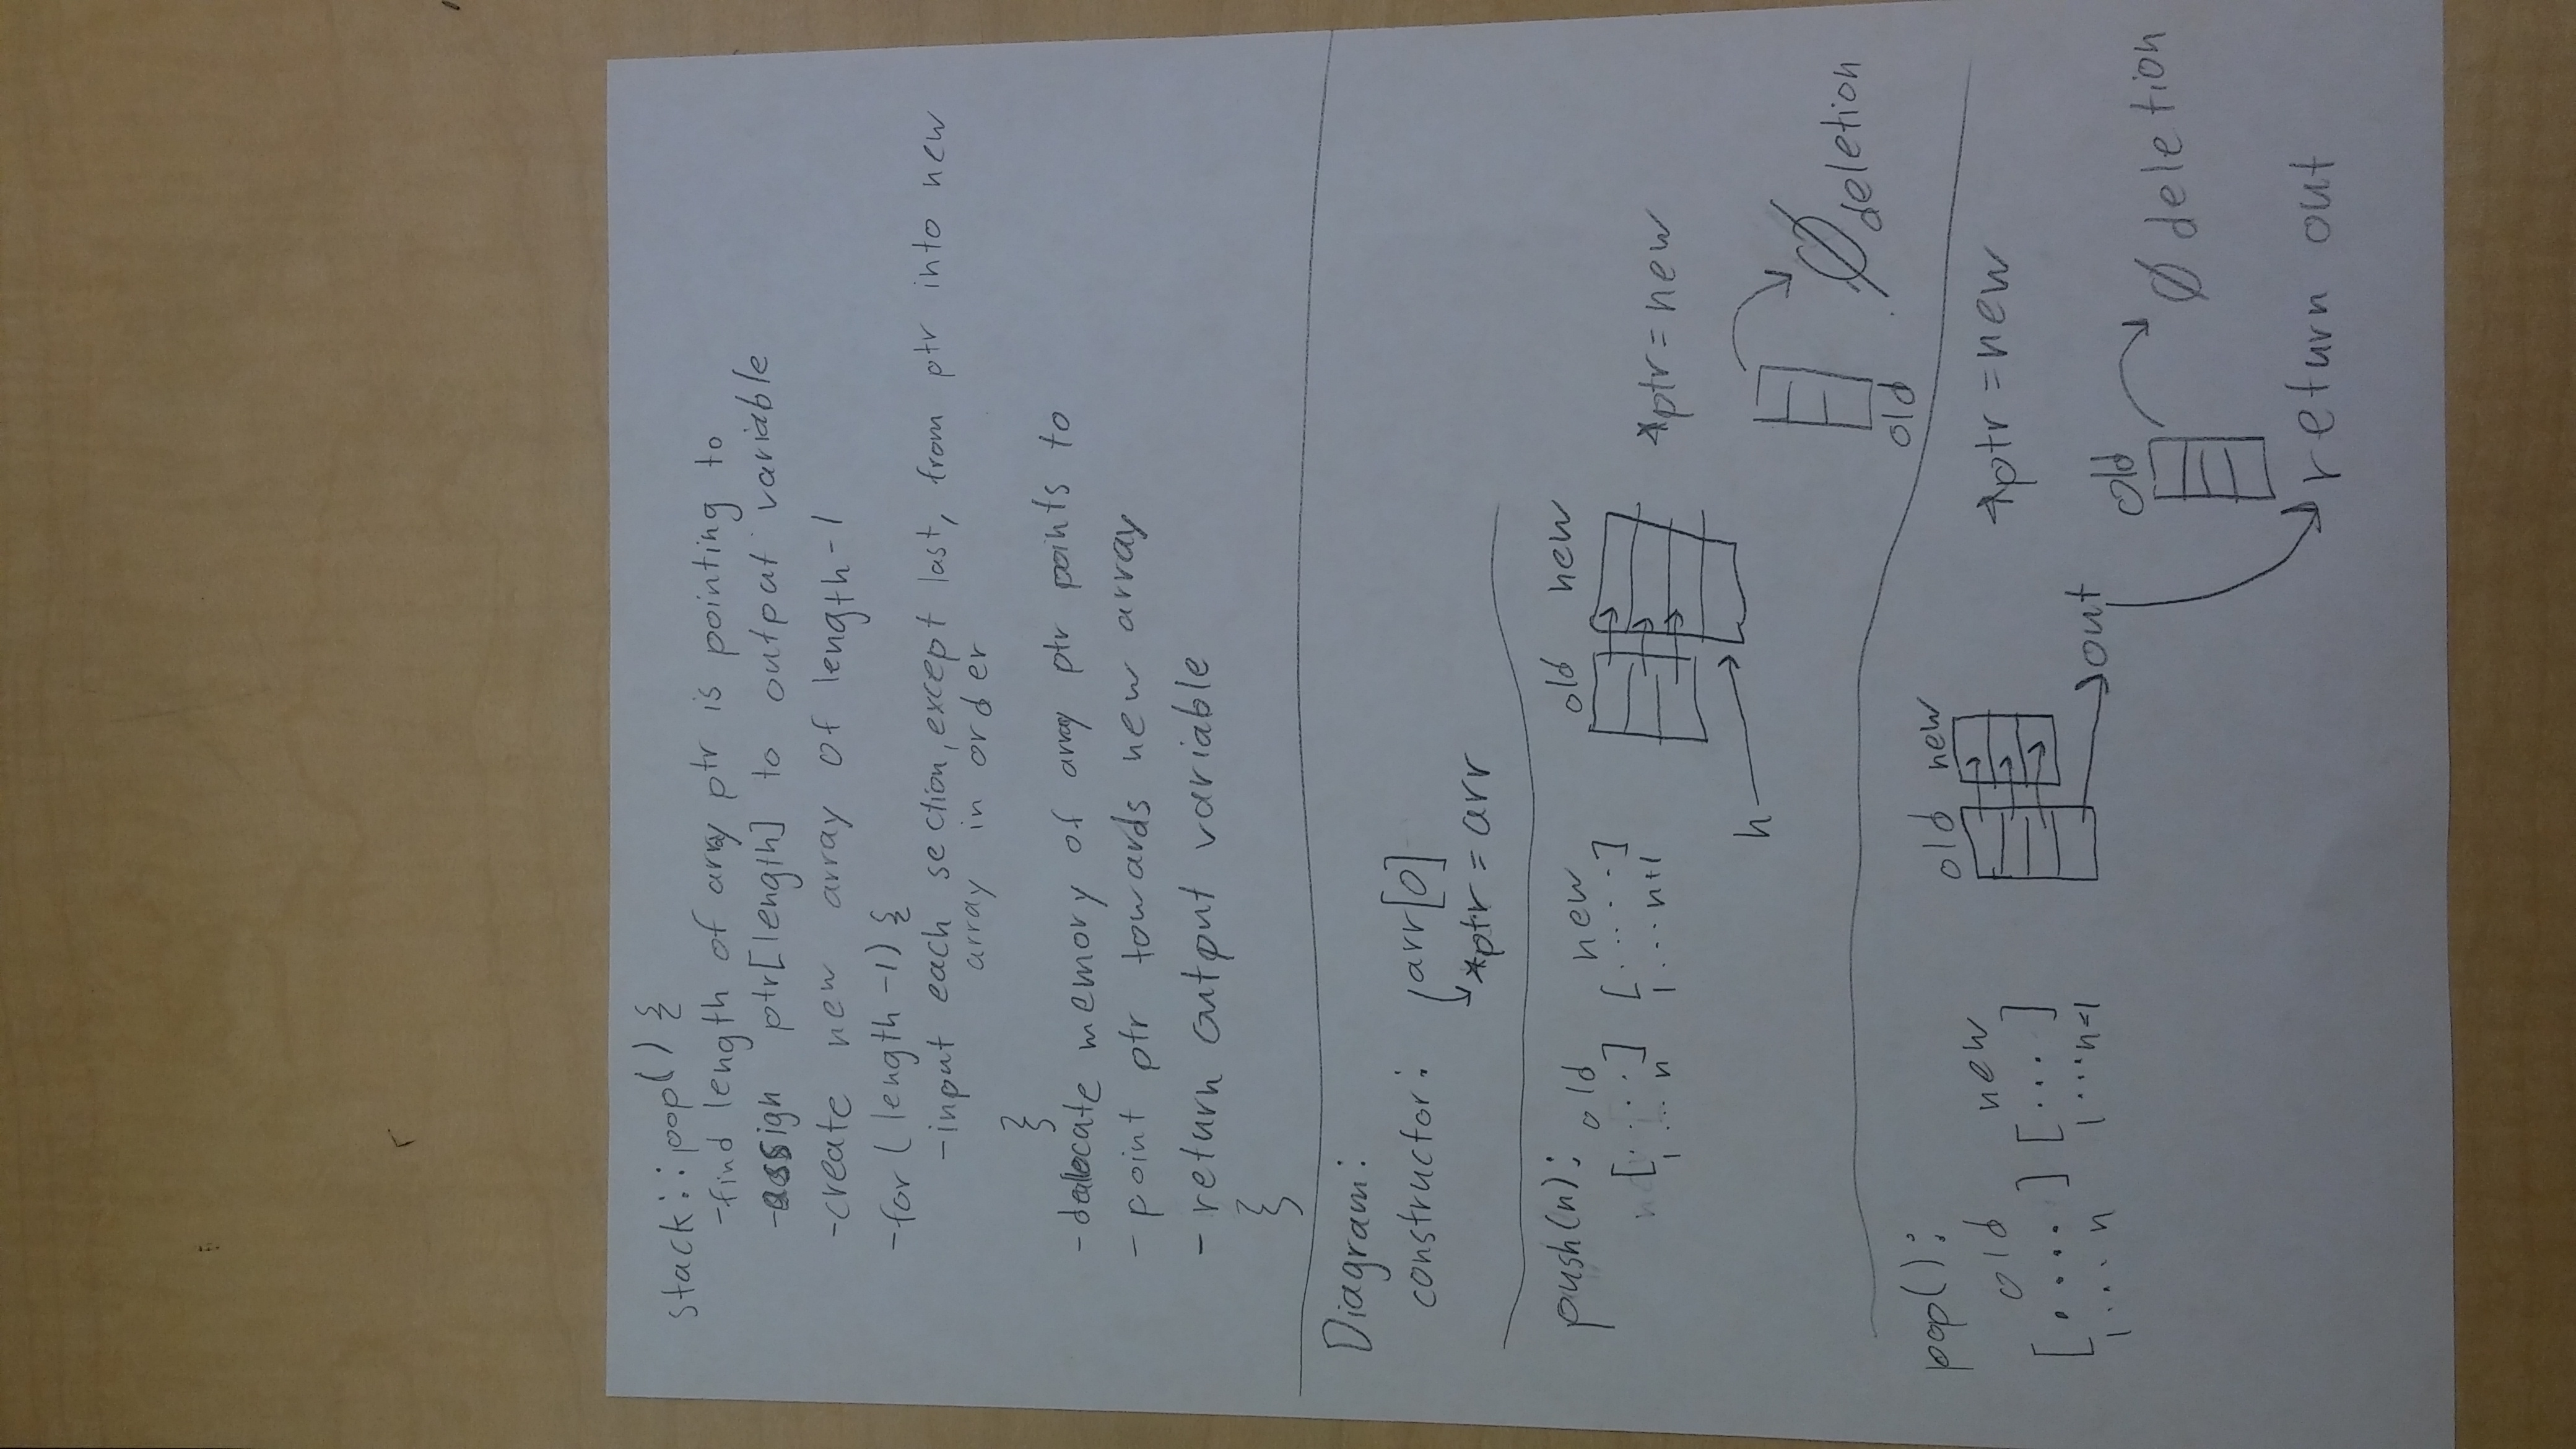 stack::pop() {
-find length of array ptr is pointing to
-assign ptr[length] to output variable
-create new array of length-1
-for (length-1) {
-input each section, except last, from ptr into new
array in order
}
-deallocate memory of array ptr points to
- point ptr towards new array
- return output variable
}
Diagram:
constructor: arr[0]
*ptr = arr
push(n):
old new
[....] [.....]
1 ... n 1 ... n+1
old new
n
*ptr = new
old
Ø deletion
pop():
old new
[....] [...]
1 ... n 1 ... n-1
old new
out
*ptr = new
old
Ø deletion
return out